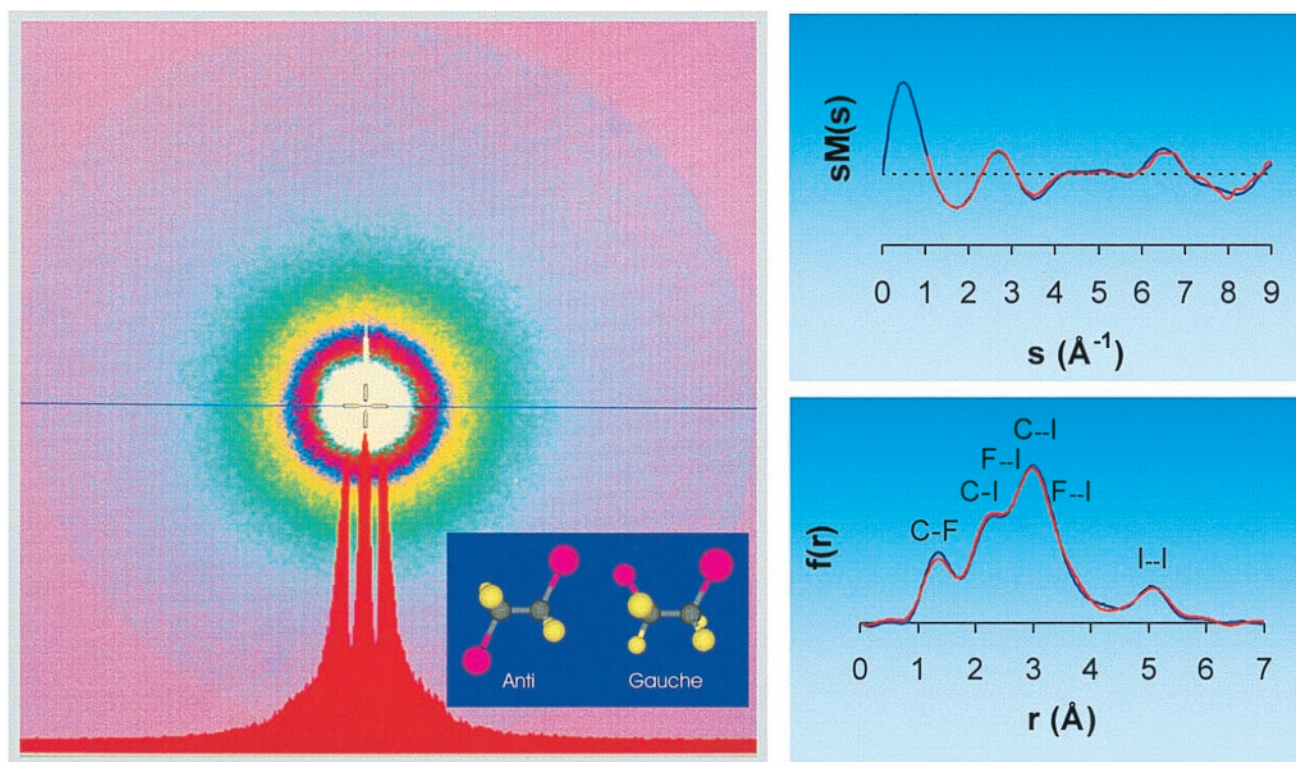 Anti Gauche
sM(s)
0 1 2 3 4 5 6 7 8 9
s (Å⁻¹)
C--I
F--I
C-I F--I
C-F
I--I
f(r)
0 1 2 3 4 5 6 7
r (Å)